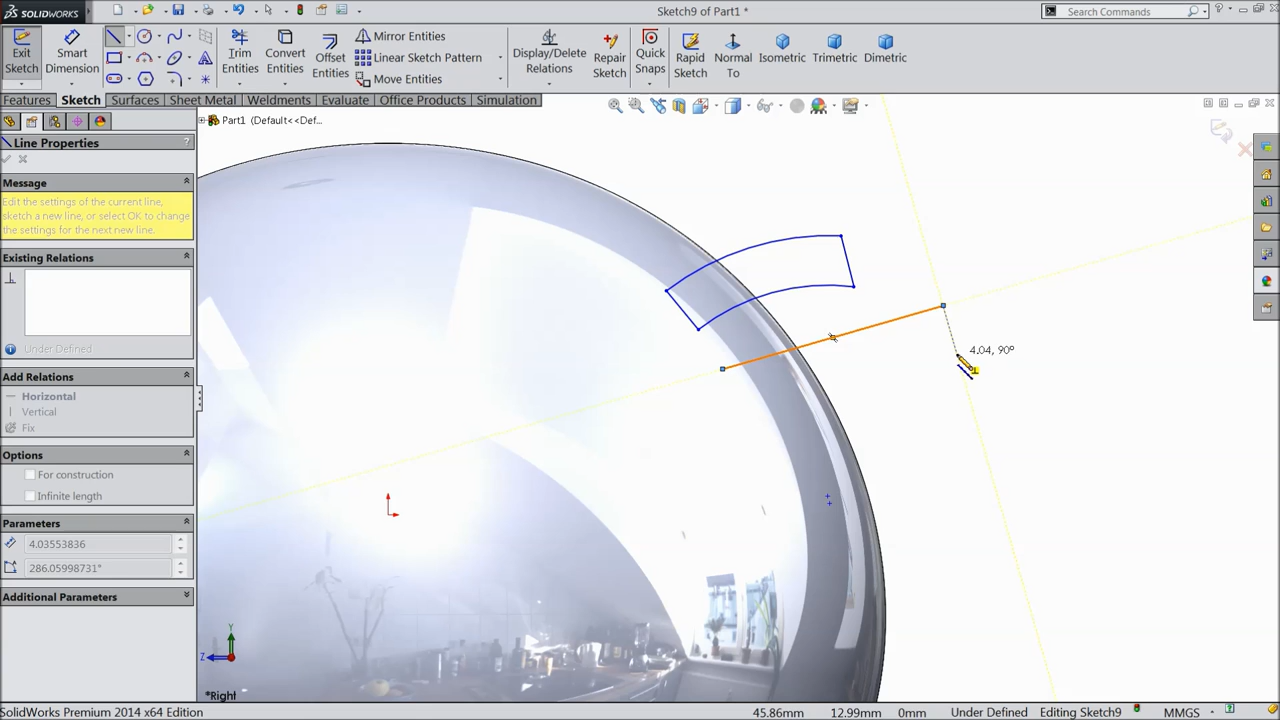 SOLIDWORKS
Sketch9 of Part1 *
Search Commands
Exit Sketch
Smart Dimension
Trim Entities
Convert Entities
Offset Entities
Mirror Entities
Linear Sketch Pattern
Move Entities
Display/Delete Relations
Repair Sketch
Quick Snaps
Rapid Sketch
Normal To
Isometric
Trimetric
Dimetric
Features
Sketch
Surfaces
Sheet Metal
Weldments
Evaluate
Office Products
Simulation
Part1 (Default<<Def...
Line Properties
?
Message
Edit the settings of the current line,
sketch a new line, or select OK to change
the settings for the next new line.
Existing Relations
Under Defined
Add Relations
Horizontal
Vertical
Fix
Options
For construction
Infinite length
Parameters
4.03553836
286.05998731°
Additional Parameters
4.04, 90°
Y
Z
*Right
SolidWorks Premium 2014 x64 Edition
45.86mm
12.99mm
0mm
Under Defined
Editing Sketch9
MMGS